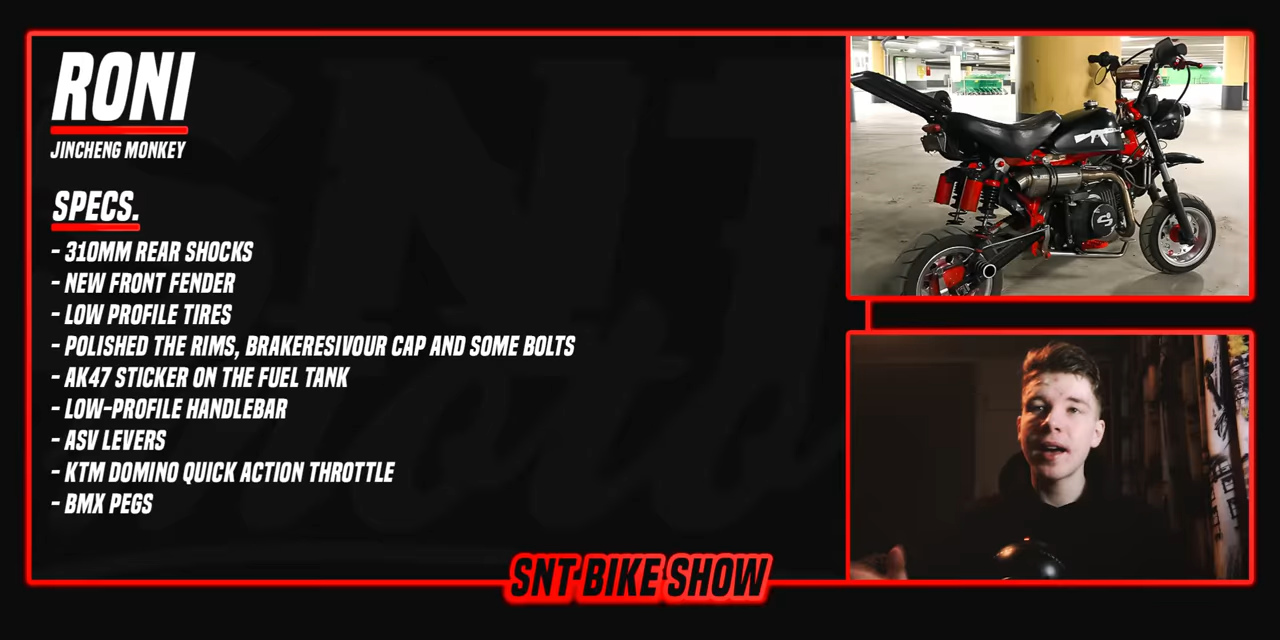 RONI
JINCHENG MONKEY
SPECS.
- 310MM REAR SHOCKS
- NEW FRONT FENDER
- LOW PROFILE TIRES
- POLISHED THE RIMS, BRAKERESIVOUR CAP AND SOME BOLTS
- AK47 STICKER ON THE FUEL TANK
- LOW-PROFILE HANDLEBAR
- ASV LEVERS
- KTM DOMINO QUICK ACTION THROTTLE
- BMX PEGS
SNT BIKE SHOW